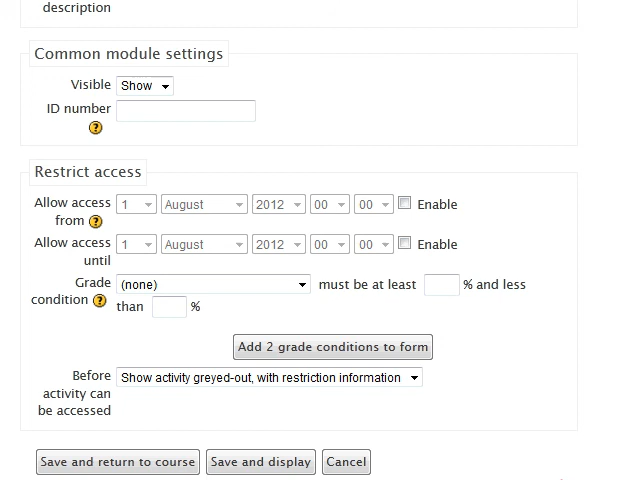 description
Common module settings
Visible Show
ID number
?
Restrict access
Allow access 1 August 2012 00 00 Enable
from ?
Allow access 1 August 2012 00 00 Enable
until
Grade (none) must be at least % and less
condition ? than %
Add 2 grade conditions to form
Before Show activity greyed-out, with restriction information
activity can
be accessed
Save and return to course Save and display Cancel